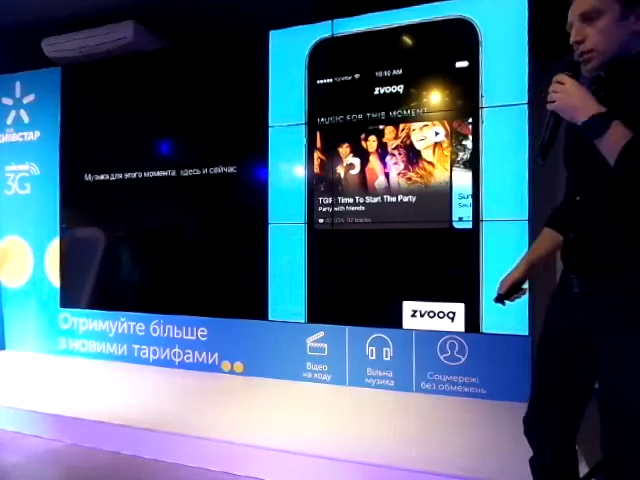 КИЇВСТАР
3G
Музыка для этого момента: здесь и сейчас
10:10 AM
zvooq
MUSIC FOR THIS MOMENT
TGIF: Time To Start The Party
Party with friends
tracks
zvooq
Отримуйте більше
з новими тарифами
Відео
на ходу
Вільна
музика
Соцмережі
без обмежень